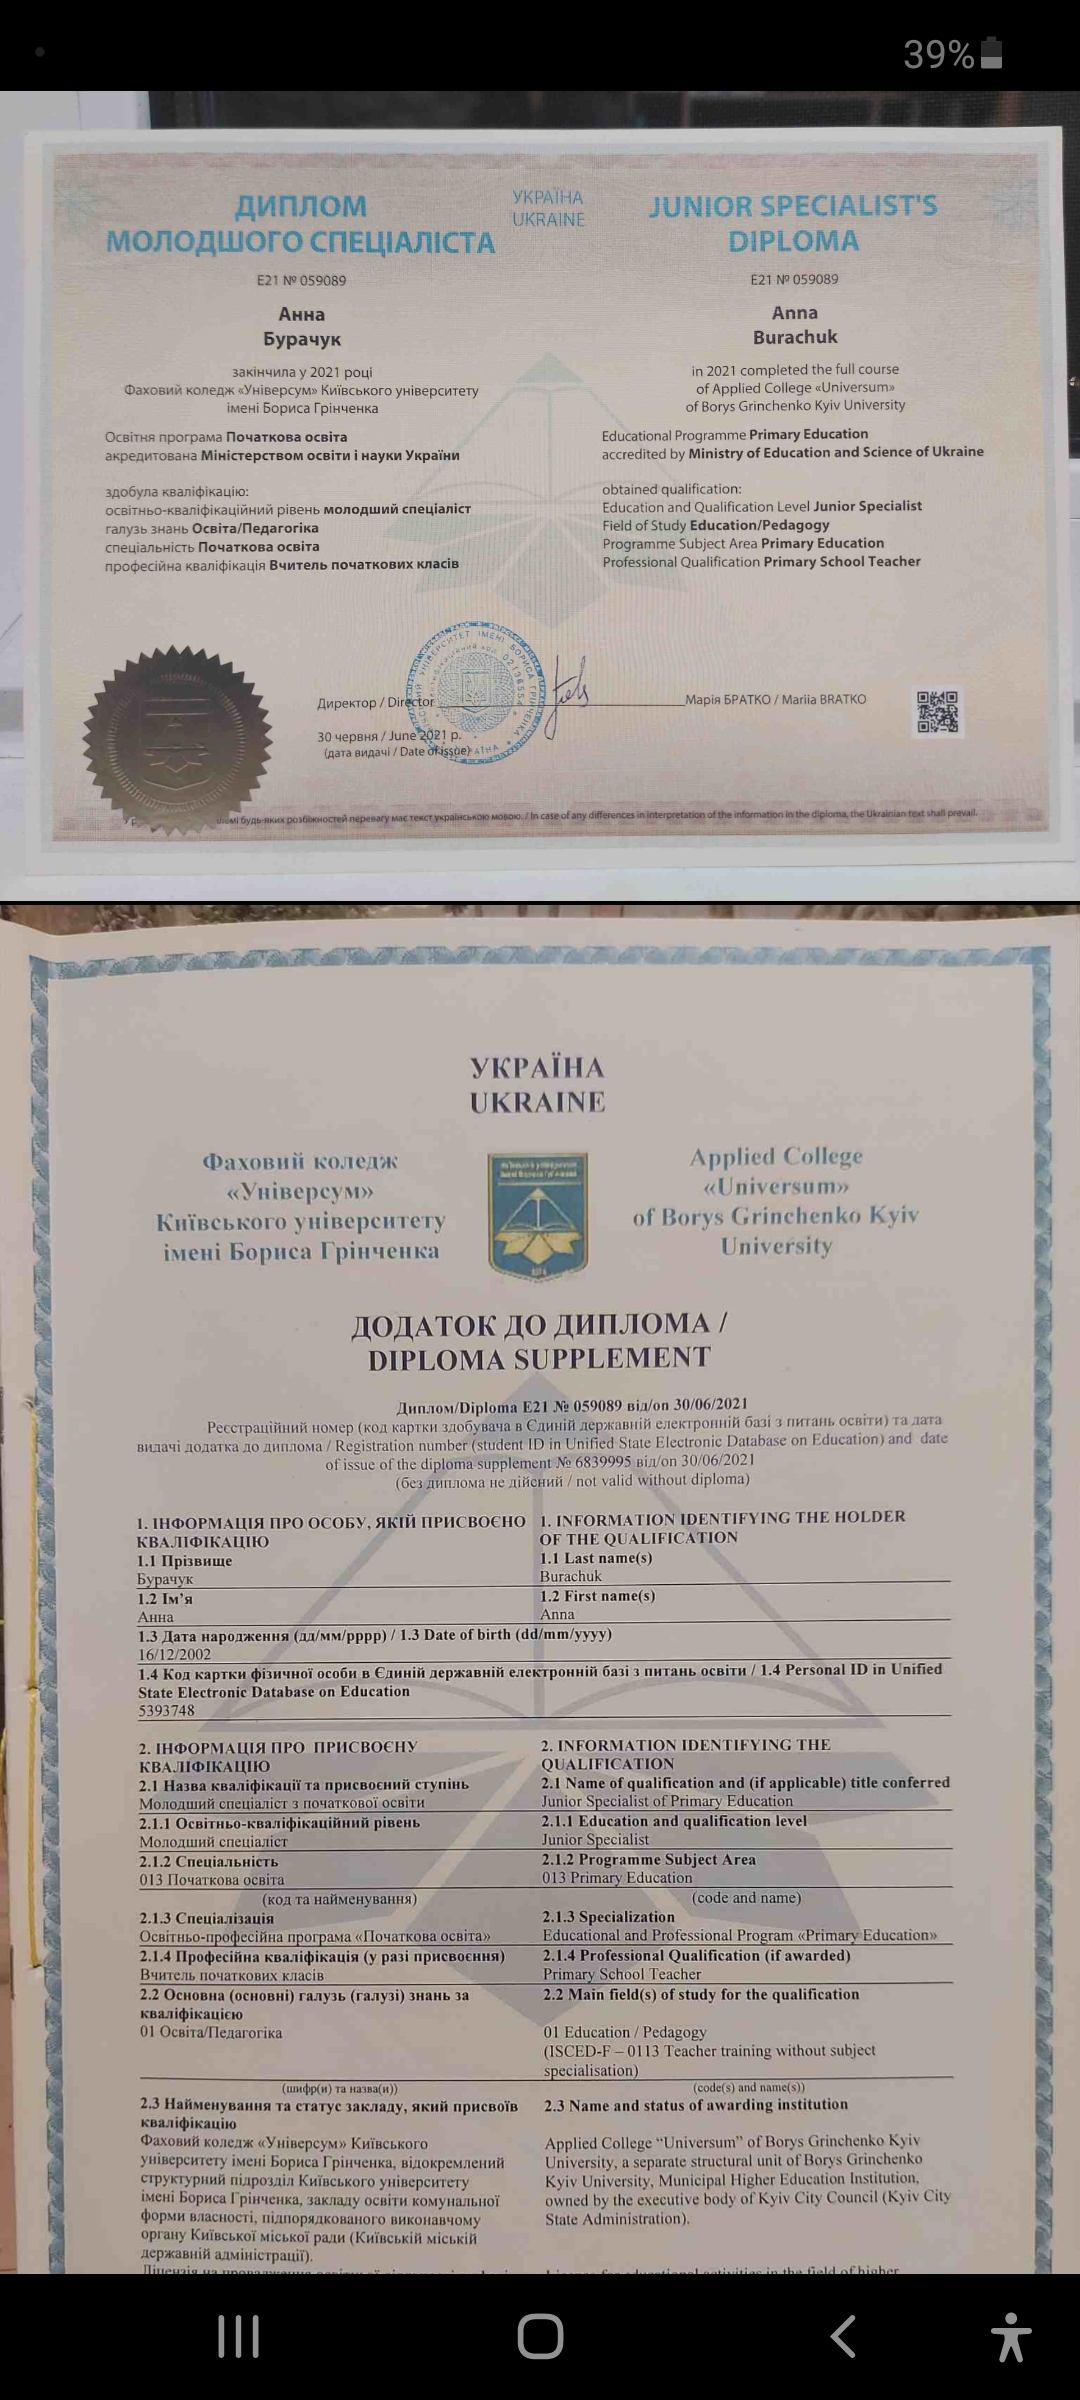 39%
ДИПЛОМ
МОЛОДШОГО СПЕЦІАЛІСТА
УКРАЇНА
UKRAINE
JUNIOR SPECIALIST'S
DIPLOMA
E21 № 059089
Анна
Бурачук
закінчила у 2021 році
Фаховий коледж «Універсум» Київського університету
імені Бориса Грінченка
Освітня програма Початкова освіта
акредитована Міністерством освіти і науки України
здобула кваліфікацію:
освітньо-кваліфікаційний рівень молодший спеціаліст
галузь знань Освіта/Педагогіка
спеціальність Початкова освіта
професійна кваліфікація Вчитель початкових класів
E21 № 059089
Anna
Burachuk
in 2021 completed the full course
of Applied College «Universum»
of Borys Grinchenko Kyiv University
Educational Programme Primary Education
accredited by Ministry of Education and Science of Ukraine
obtained qualification:
Education and Qualification Level Junior Specialist
Field of Study Education/Pedagogy
Programme Subject Area Primary Education
Professional Qualification Primary School Teacher
Директор / Director
Марія БРАТКО / Mariia BRATKO
30 червня / June 2021 р.
(дата видачі / Date of issue)
будь-яких розбіжностей перевагу має текст українською мовою. / In case of any differences in interpretation of the information in the diploma, the Ukrainian text shall prevail.
УКРАЇНА
UKRAINE
Фаховий коледж
«Універсум»
Київського університету
імені Бориса Грінченка
Applied College
«Universum»
of Borys Grinchenko Kyiv
University
ДОДАТОК ДО ДИПЛОМА /
DIPLOMA SUPPLEMENT
Диплом/Diploma E21 № 059089 від/on 30/06/2021
Реєстраційний номер (код картки здобувача в Єдиній державній електронній базі з питань освіти) та дата
видачі додатка до диплома / Registration number (student ID in Unified State Electronic Database on Education) and date
of issue of the diploma supplement № 6839995 від/on 30/06/2021
(без диплома не дійсний / not valid without diploma)
1. ІНФОРМАЦІЯ ПРО ОСОБУ, ЯКІЙ ПРИСВОЄНО
КВАЛІФІКАЦІЮ
1. INFORMATION IDENTIFYING THE HOLDER
OF THE QUALIFICATION
1.1 Прізвище
Бурачук
1.1 Last name(s)
Burachuk
1.2 Ім’я
Анна
1.2 First name(s)
Anna
1.3 Дата народження (дд/мм/рррр) / 1.3 Date of birth (dd/mm/yyyy)
16/12/2002
1.4 Код картки фізичної особи в Єдиній державній електронній базі з питань освіти / 1.4 Personal ID in Unified
State Electronic Database on Education
5393748
2. ІНФОРМАЦІЯ ПРО ПРИСВОЄНУ
КВАЛІФІКАЦІЮ
2. INFORMATION IDENTIFYING THE
QUALIFICATION
2.1 Назва кваліфікації та присвоєний ступінь
Молодший спеціаліст з початкової освіти
2.1 Name of qualification and (if applicable) title conferred
Junior Specialist of Primary Education
2.1.1 Освітньо-кваліфікаційний рівень
Молодший спеціаліст
2.1.1 Education and qualification level
Junior Specialist
2.1.2 Спеціальність
013 Початкова освіта
(код та найменування)
2.1.2 Programme Subject Area
013 Primary Education
(code and name)
2.1.3 Спеціалізація
Освітньо-професійна програма «Початкова освіта»
2.1.3 Specialization
Educational and Professional Program «Primary Education»
2.1.4 Професійна кваліфікація (у разі присвоєння)
Вчитель початкових класів
2.1.4 Professional Qualification (if awarded)
Primary School Teacher
2.2 Основна (основні) галузь (галузі) знань за
кваліфікацією
01 Освіта/Педагогіка
(шифр(и) та назва(и))
2.2 Main field(s) of study for the qualification
01 Education / Pedagogy
(ISCED-F – 0113 Teacher training without subject
specialisation)
(code(s) and name(s))
2.3 Найменування та статус закладу, який присвоїв
кваліфікацію
Фаховий коледж «Універсум» Київського
університету імені Бориса Грінченка, відокремлений
структурний підрозділ Київського університету
імені Бориса Грінченка, закладу освіти комунальної
форми власності, підпорядкованого виконавчому
органу Київської міської ради (Київській міській
державній адміністрації).
2.3 Name and status of awarding institution
Applied College “Universum” of Borys Grinchenko Kyiv
University, a separate structural unit of Borys Grinchenko
Kyiv University, Municipal Higher Education Institution,
owned by the executive body of Kyiv City Council (Kyiv City
State Administration).